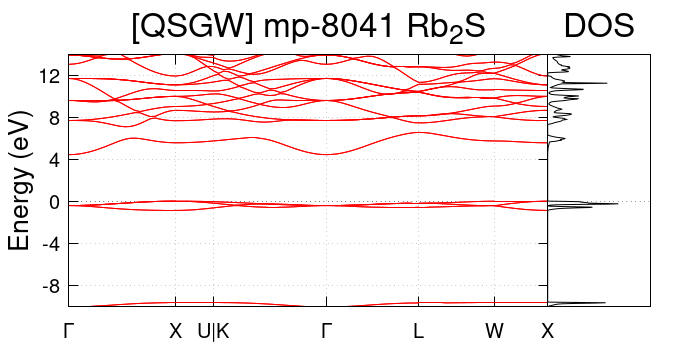 [QSGW] mp-8041 Rb₂S DOS
Energy (eV)
12
8
4
0
-4
-8
Γ X U|K Γ L W X